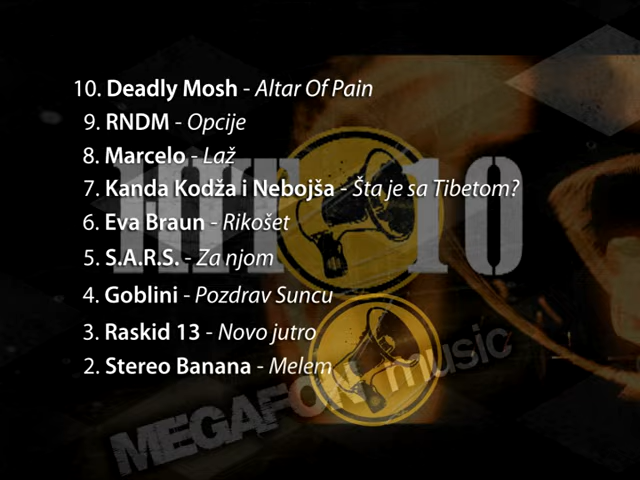 10. Deadly Mosh - Altar Of Pain
9. RNDM - Opcije
8. Marcelo - Laž
7. Kanda Kodža i Nebojša - Šta je sa Tibetom?
6. Eva Braun - Rikošet
5. S.A.R.S. - Za njom
4. Goblini - Pozdrav Suncu
3. Raskid 13 - Novo jutro
2. Stereo Banana - Melem
HIT 10
MEGAFON music